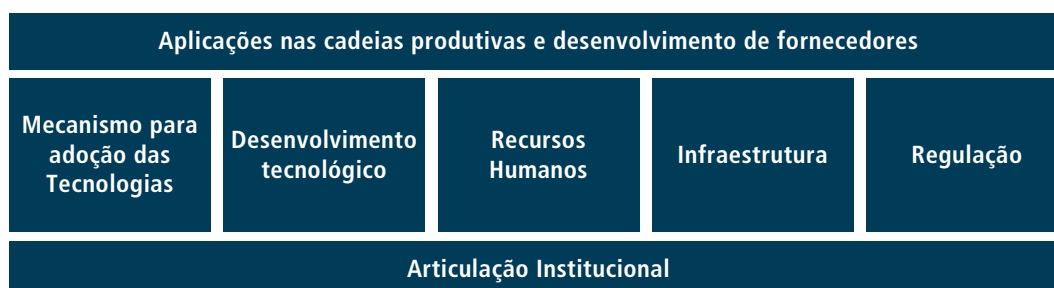 Aplicações nas cadeias produtivas e desenvolvimento de fornecedores
Mecanismo para
adoção das
Tecnologias
Desenvolvimento
tecnológico
Recursos
Humanos
Infraestrutura
Regulação
Articulação Institucional